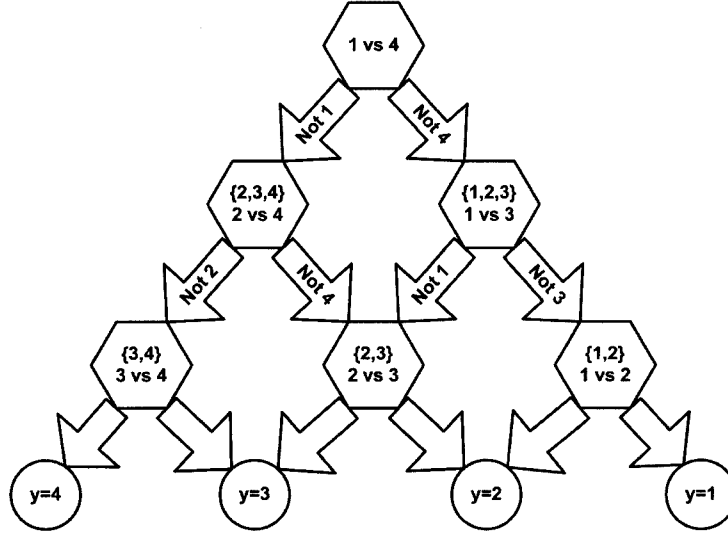 1 vs 4
Not 1
Not 4
{2,3,4}
2 vs 4
{1,2,3}
1 vs 3
Not 2
Not 4
Not 1
Not 3
{3,4}
3 vs 4
{2,3}
2 vs 3
{1,2}
1 vs 2
y=4
y=3
y=2
y=1